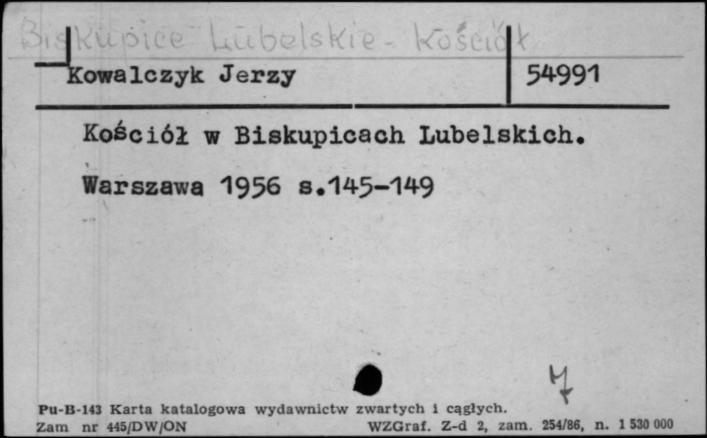 Biskupice Lubelskie - Kościół
Kowalczyk Jerzy 54991
Kościół w Biskupicach Lubelskich.
Warszawa 1956 s.145-149
Pu-B-143 Karta katalogowa wydawnictw zwartych i cągłych.
Zam nr 445/DW/ON WZGraf. Z-d 2, zam. 254/86, n. 1 530 000